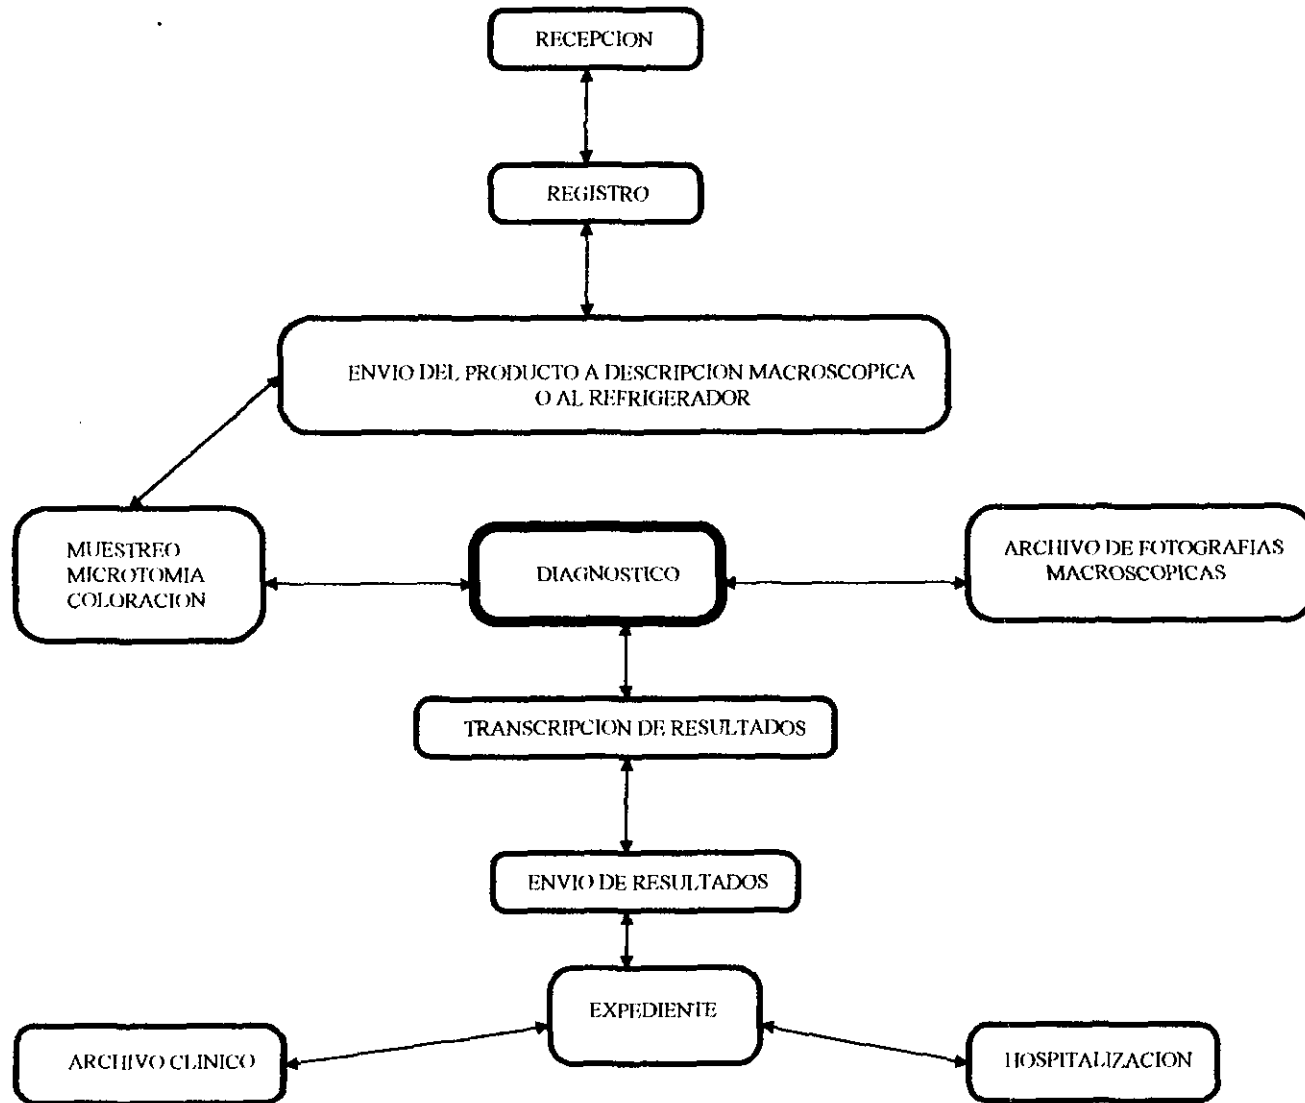 RECEPCION
REGISTRO
ENVIO DEL PRODUCTO A DESCRIPCION MACROSCOPICA
O AL REFRIGERADOR
MUESTREO
MICROTOMIA
COLORACION
DIAGNOSTICO
ARCHIVO DE FOTOGRAFIAS
MACROSCOPICAS
TRANSCRIPCION DE RESULTADOS
ENVIO DE RESULTADOS
EXPEDIENTE
ARCHIVO CLINICO
HOSPITALIZACION